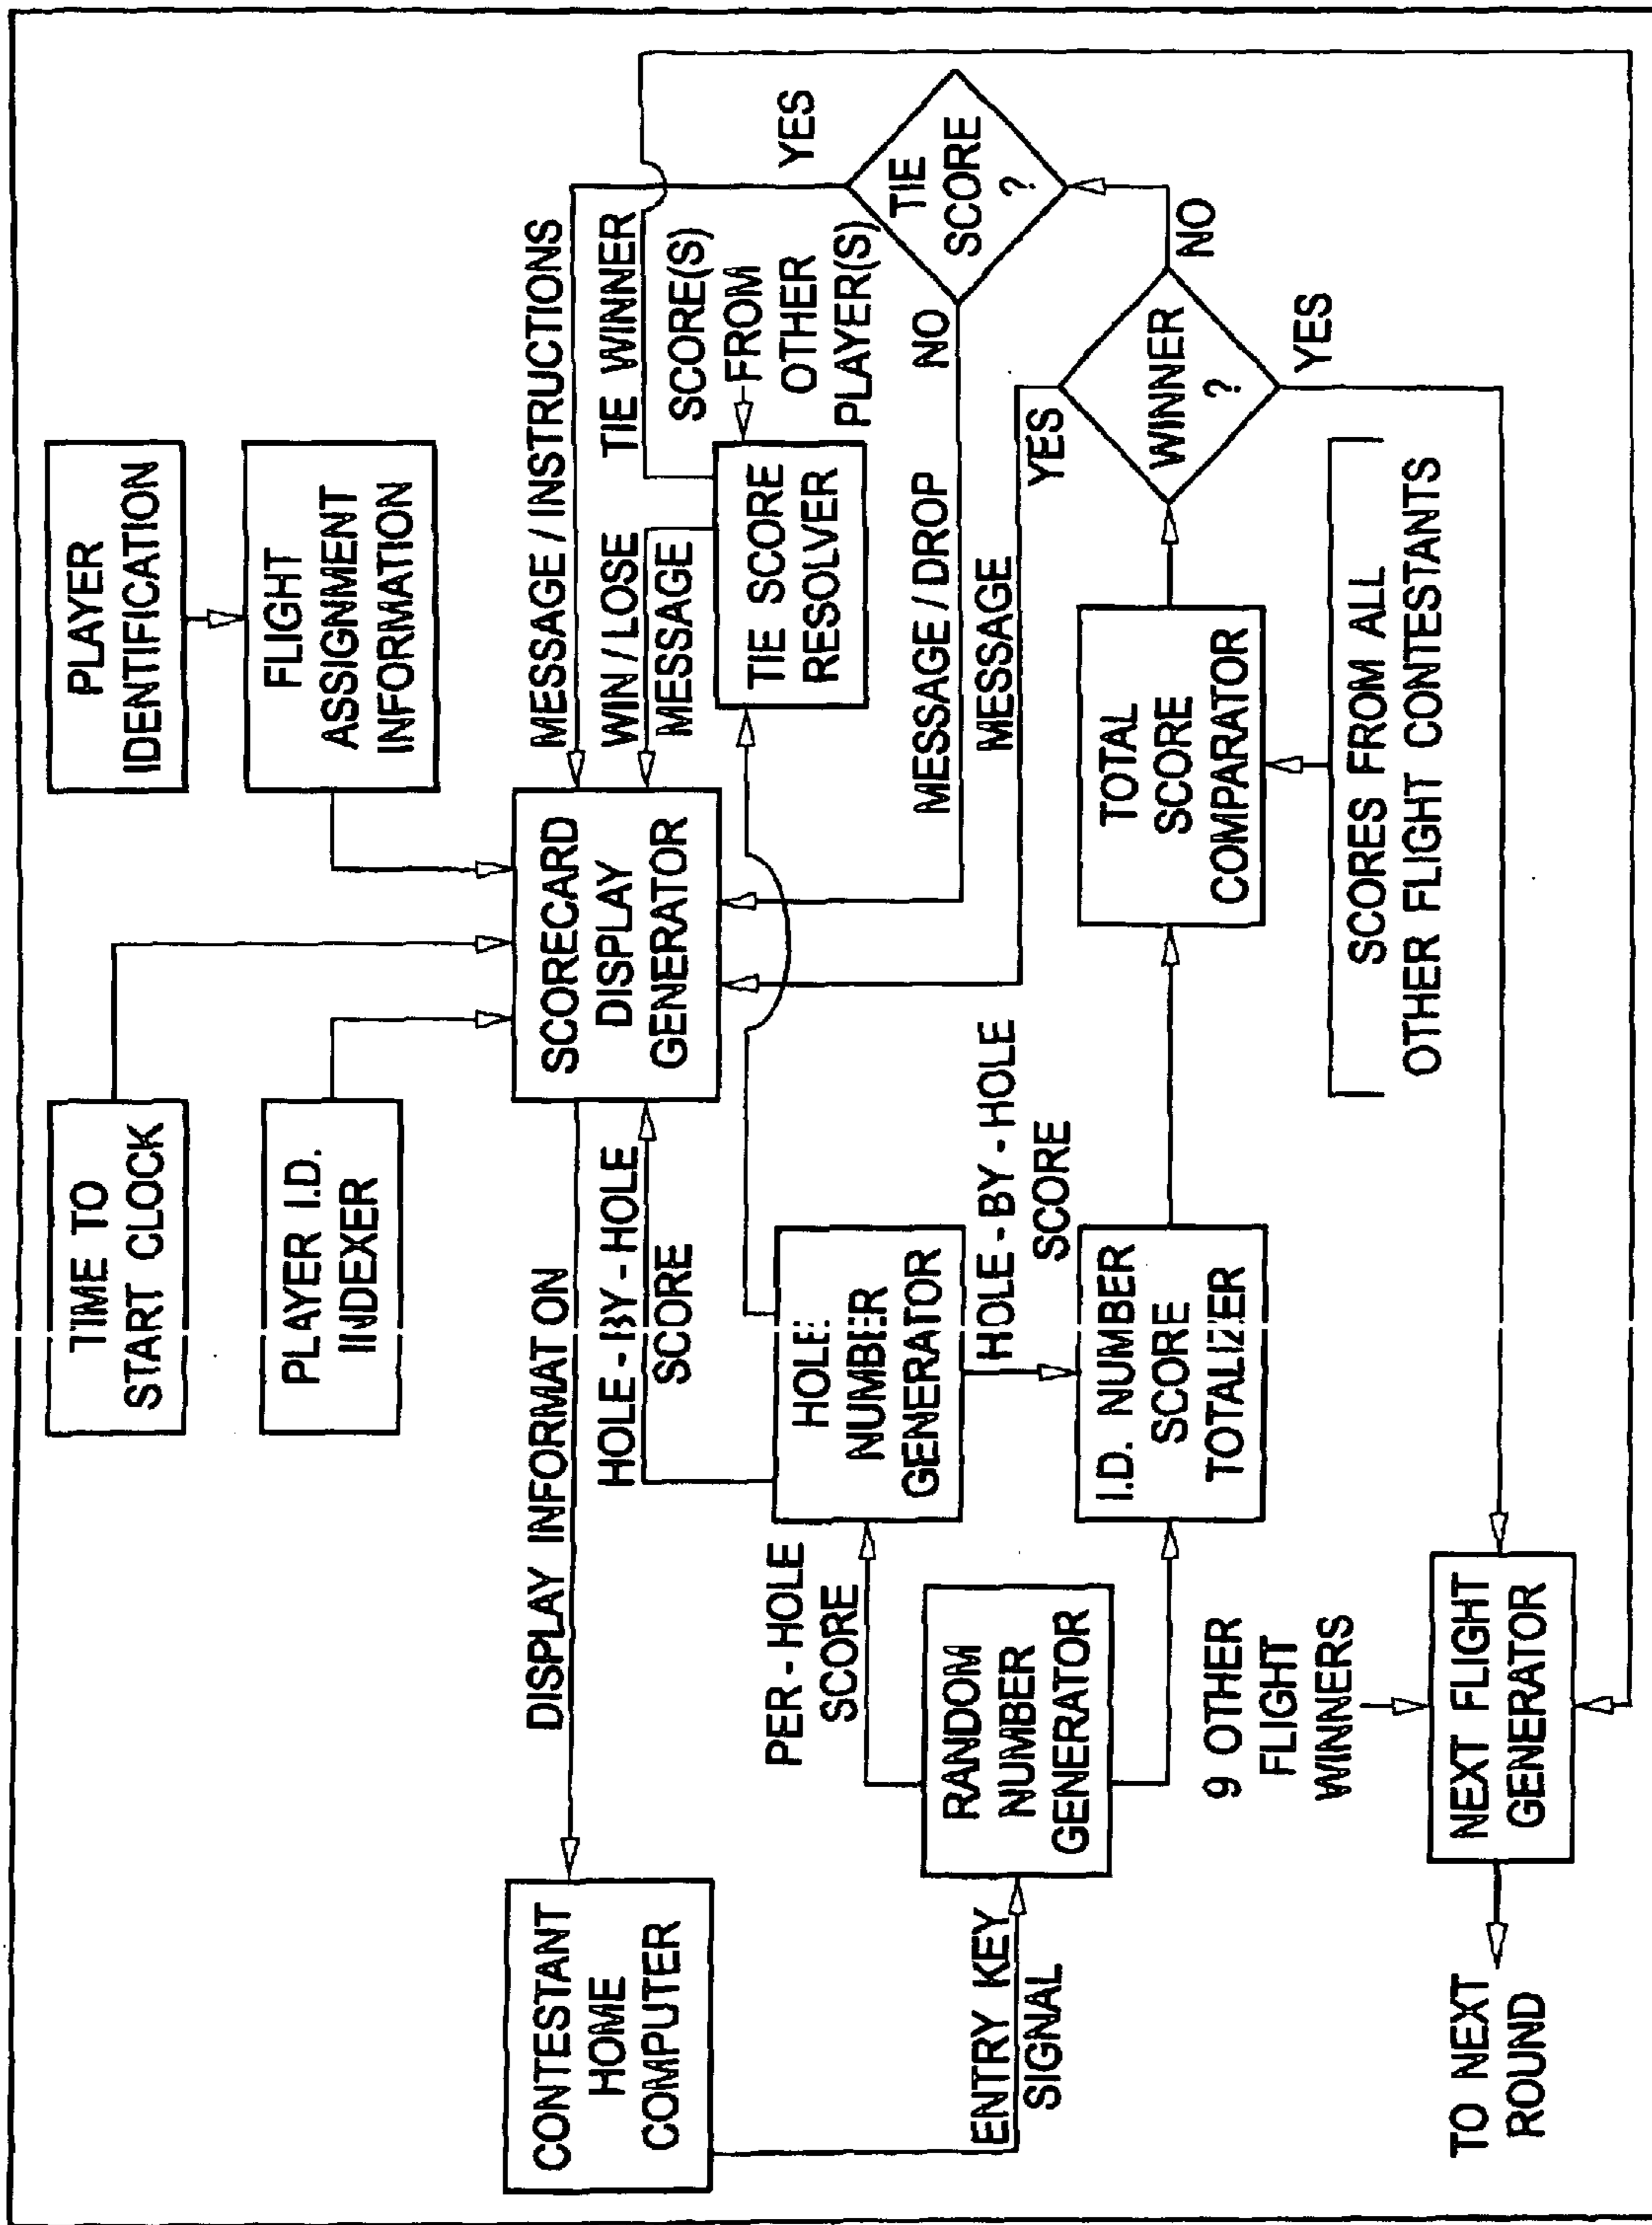 TIME TO
START CLOCK
PLAYER
IDENTIFICATION
PLAYER I.D.
INDEXER
FLIGHT
ASSIGNMENT
INFORMATION
CONTESTANT
HOME
COMPUTER
DISPLAY INFORMAT ON
SCORECARD
DISPLAY
GENERATOR
MESSAGE / INSTRUCTIONS
HOLE - BY - HOLE
SCORE
WIN / LOSE
MESSAGE
TIE WINNER
SCORE(S)
FROM
OTHER
PLAYER(S)
TIE SCORE
RESOLVER
YES
TIE
SCORE
?
PER - HOLE
SCORE
HOLE
NUMBER
GENERATOR
MESSAGE / DROP
NO
ENTRY KEY
SIGNAL
RANDOM
NUMBER
GENERATOR
HOLE - BY - HOLE
SCORE
MESSAGE
YES
I.D. NUMBER
SCORE
TOTALIZER
TOTAL
SCORE
COMPARATOR
WINNER
?
NO
YES
9 OTHER
FLIGHT
WINNERS
SCORES FROM ALL
OTHER FLIGHT CONTESTANTS
TO NEXT
ROUND
NEXT FLIGHT
GENERATOR